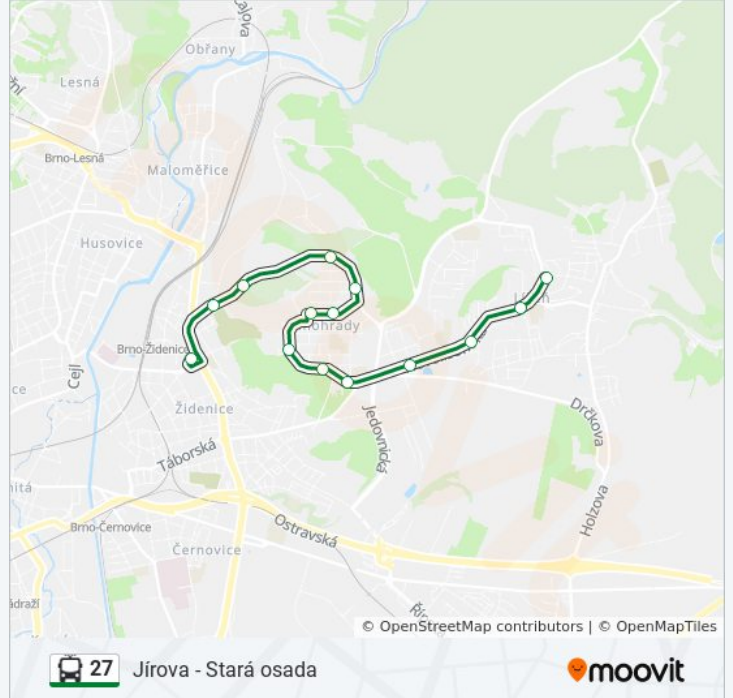 Obřany
Lesná
Brno-Lesná
Maloměřice
Husovice
Brno-Židenice
Cejl
Židenice
Táborská
Jedovnická
Drčkova
Holzova
Brno-Černovice
Ostravská
Černovice
© OpenStreetMap contributors | © OpenMapTiles
27 Jírova - Stará osada
moovit